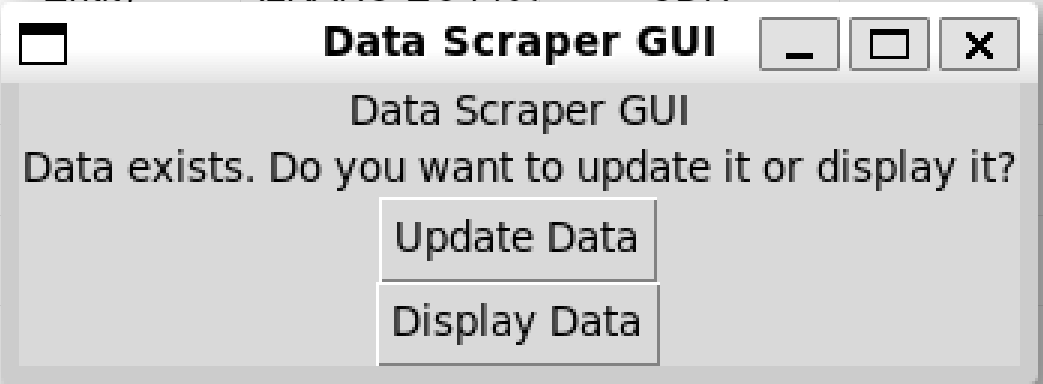 Data Scraper GUI
Data Scraper GUI
Data exists. Do you want to update it or display it?
Update Data
Display Data